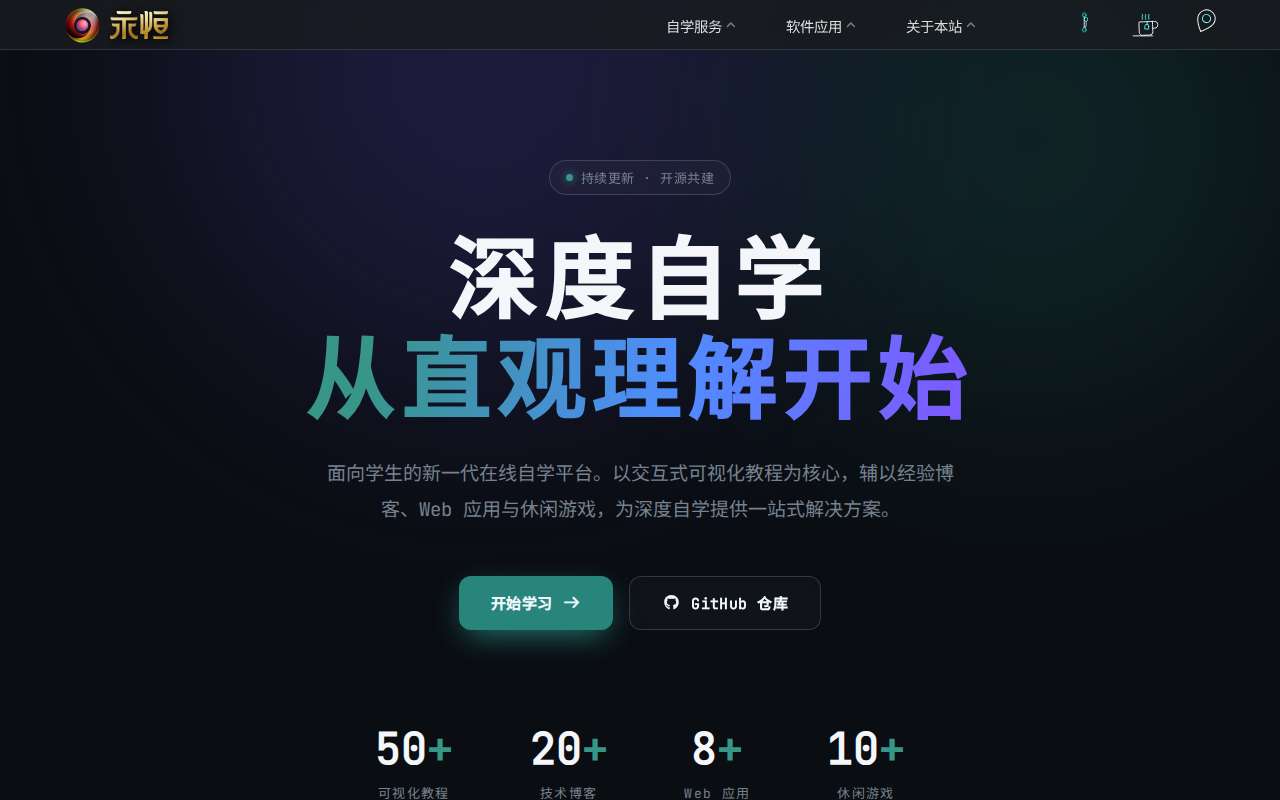 永恒
自学服务
软件应用
关于本站
持续更新 · 开源共建
深度自学
从直观理解开始
面向学生的新一代在线自学平台。以交互式可视化教程为核心，辅以经验博
客、Web 应用与休闲游戏，为深度自学提供一站式解决方案。
开始学习 →
GitHub 仓库
50+
20+
8+
10+
可视化教程
技术博客
Web 应用
休闲游戏